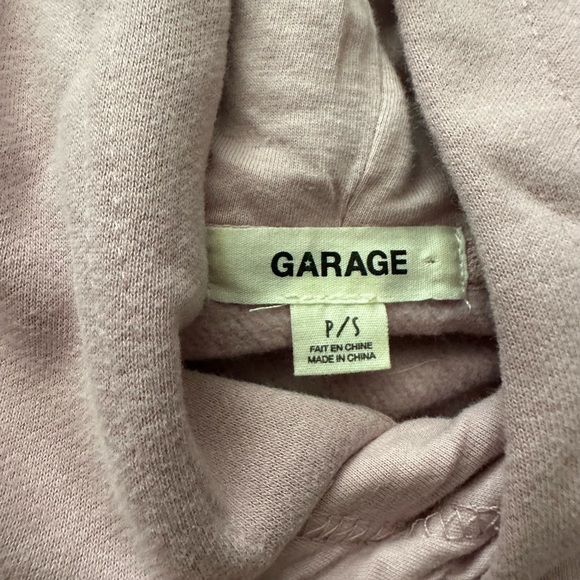 GARAGE
P/S
FAIT EN CHINE
MADE IN CHINA